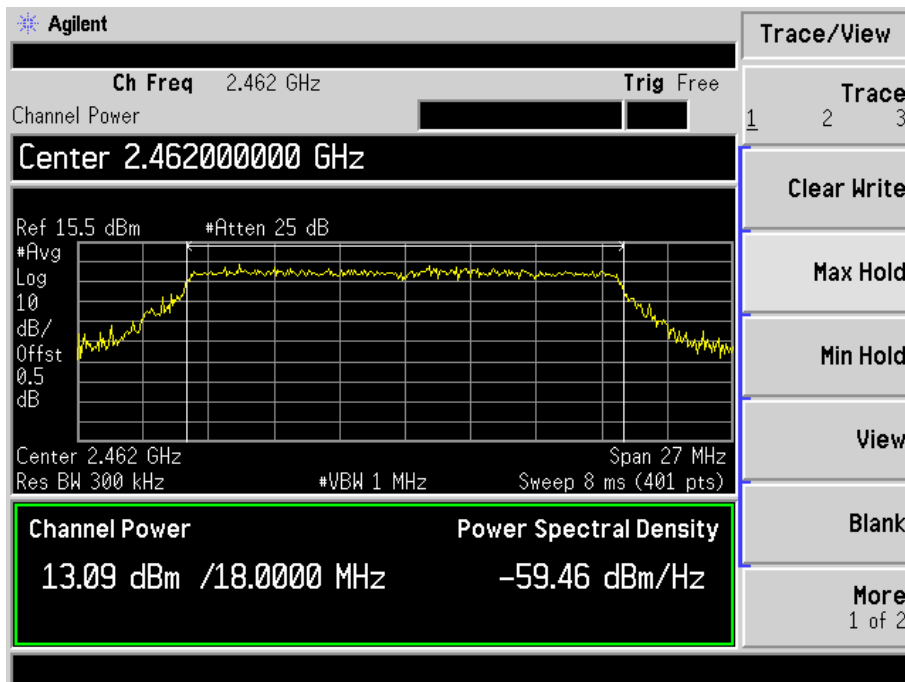 Agilent
Trace/View
Ch Freq 2.462 GHz Trig Free
Channel Power
Trace
1 2 3
Center 2.462000000 GHz
Clear Write
Ref 15.5 dBm #Atten 25 dB
#Avg
Log
10
dB/
Offst
0.5
dB
Max Hold
Min Hold
Center 2.462 GHz Span 27 MHz
Res BW 300 kHz #VBW 1 MHz Sweep 8 ms (401 pts)
View
Channel Power Power Spectral Density
13.09 dBm /18.0000 MHz -59.46 dBm/Hz
Blank
More
1 of 2